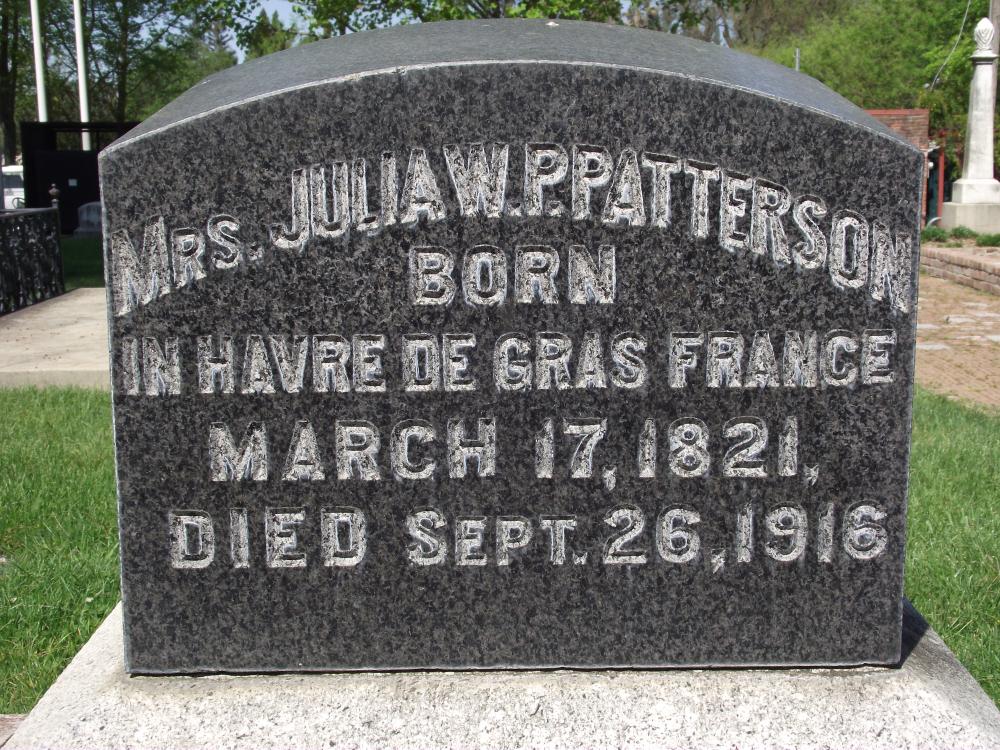 MRS. JULIA W. P. PATTERSON
BORN
IN HAVRE DE GRAS FRANCE
MARCH 17, 1821,
DIED SEPT. 26, 1916